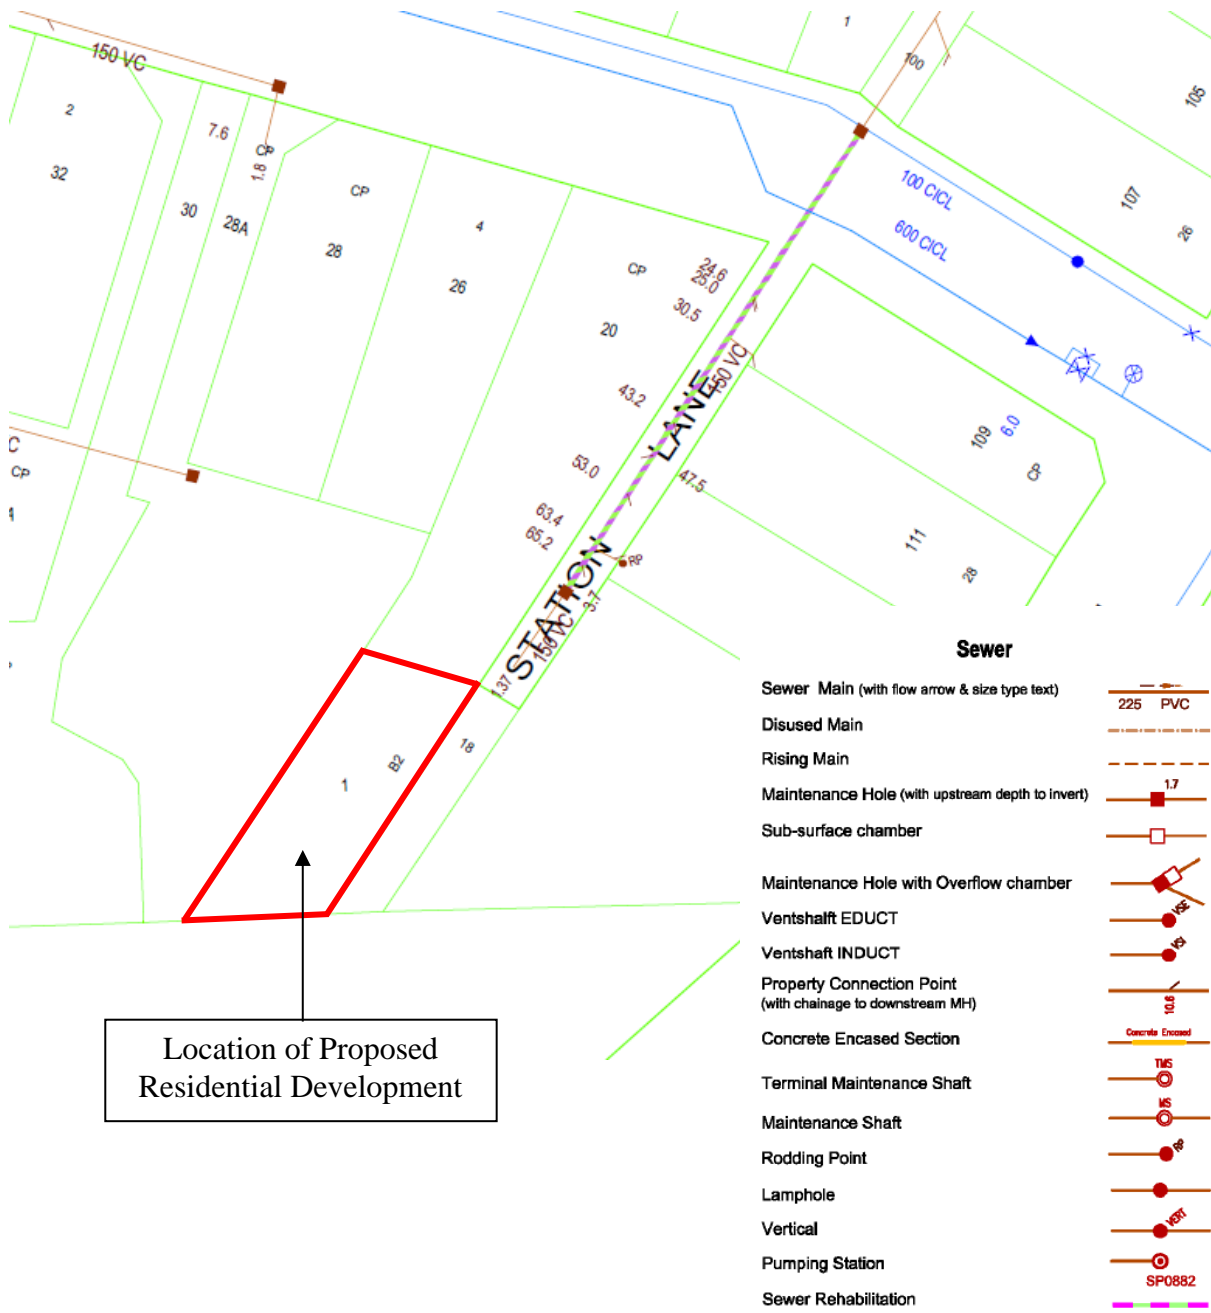 150 VC
2
32
7.6
CP
1.8
30
28A
CP
28
4
26
CP
20
24.6
25.0
30.5
43.2
53.0
63.4
65.2
1
100
105
107
26
100 CICL
600 CICL
150 VC
STATION LANE
47.5
109
6.0
CP
111
28
RP
3.7
150 VC
1.37
18
B2
1
C
CP
Location of Proposed
Residential Development
Sewer
Sewer Main (with flow arrow & size type text)
225 PVC
Disused Main
Rising Main
Maintenance Hole (with upstream depth to invert)
1.7
Sub-surface chamber
Maintenance Hole with Overflow chamber
Ventshalft EDUCT
VSE
Ventshaft INDUCT
VSI
Property Connection Point
(with chainage to downstream MH)
10.6
Concrete Encased Section
Concrete Encased
Terminal Maintenance Shaft
TMS
Maintenance Shaft
MS
Rodding Point
RP
Lamphole
Vertical
VERT
Pumping Station
SP0882
Sewer Rehabilitation